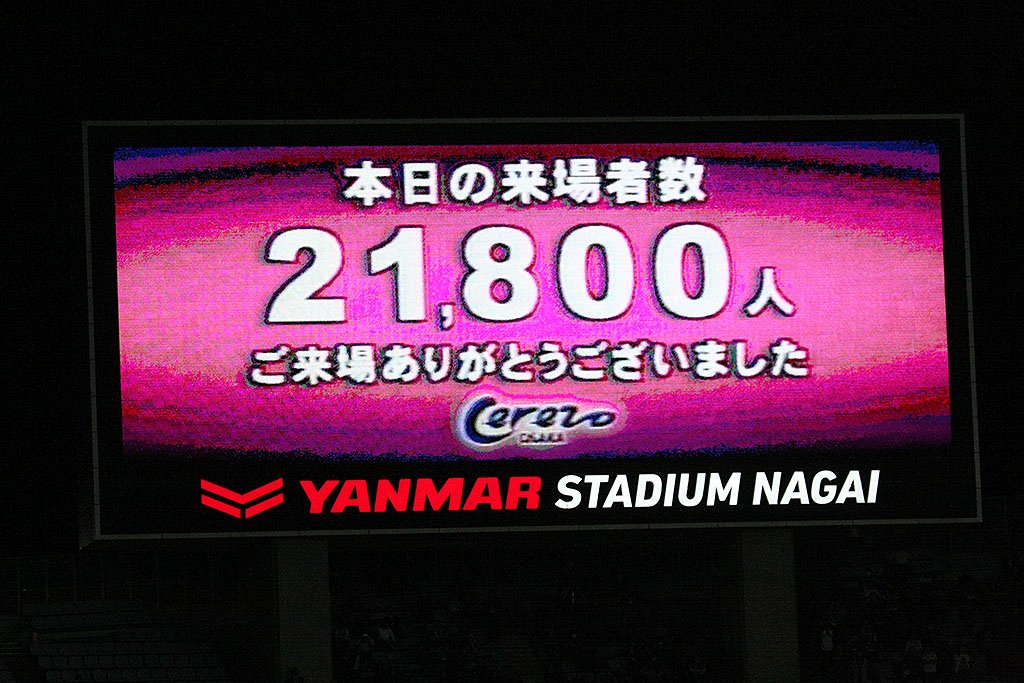 本日の来場者数
21,800人
ご来場ありがとうございました
Cerezo
OSAKA
YANMAR STADIUM NAGAI